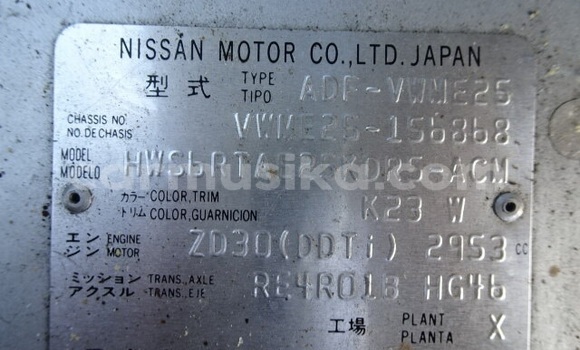 NISSAN MOTOR CO.,LTD. JAPAN
型式 TYPE TIPO ADF-VWME25
CHASSIS NO. NO. DE CHASIS VWME25-156868
MODEL MODELO ACM
カラー COLOR, TRIM
トリム COLOR, GUARNICION K23 W
エンジン ENGINE MOTOR ZD30(DDTi) 2953 cc
ミッション TRANS., AXLE
アクスル TRANS., EJE RE4R01B HG46
工場 PLANT PLANTA X